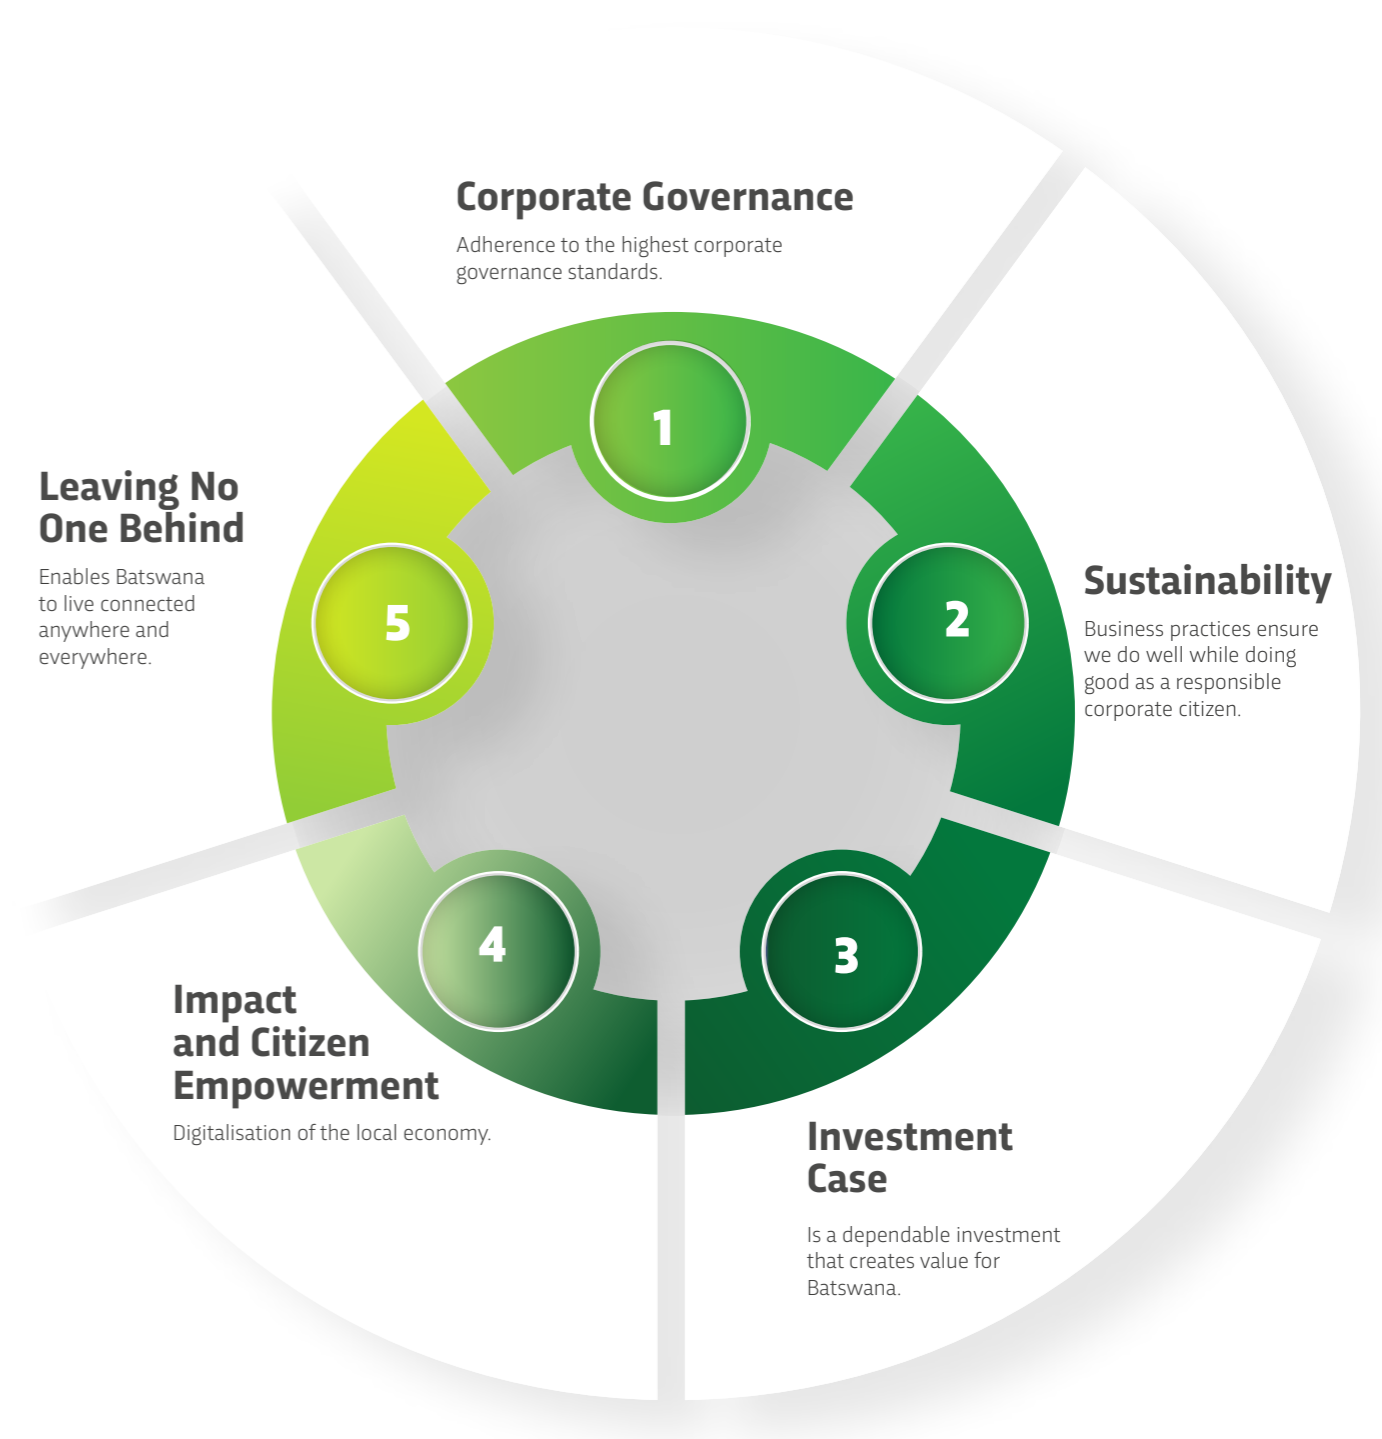 Corporate Governance
Adherence to the highest corporate
governance standards.
1
2
Sustainability
Business practices ensure
we do well while doing
good as a responsible
corporate citizen.
3
Investment
Case
Is a dependable investment
that creates value for
Batswana.
4
Impact
and Citizen
Empowerment
Digitalisation of the local economy.
5
Leaving No
One Behind
Enables Batswana
to live connected
anywhere and
everywhere.